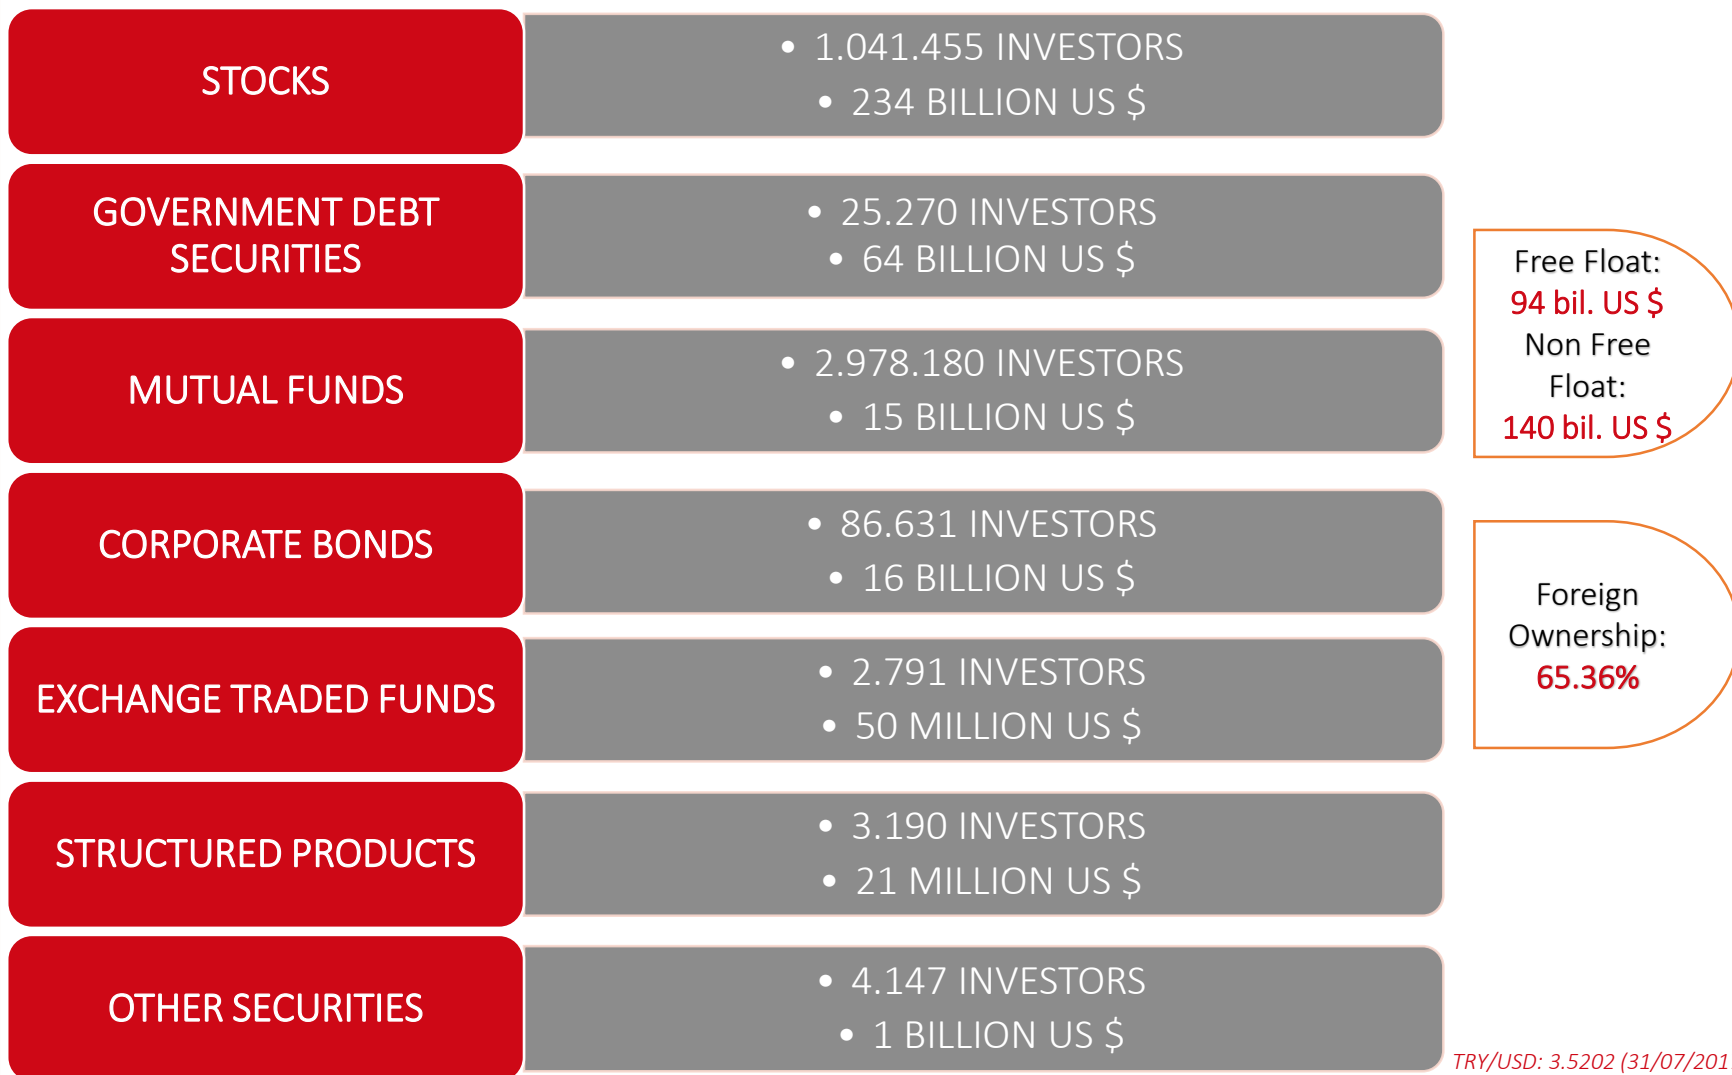 STOCKS
• 1.041.455 INVESTORS
• 234 BILLION US $
GOVERNMENT DEBT
SECURITIES
• 25.270 INVESTORS
• 64 BILLION US $
MUTUAL FUNDS
• 2.978.180 INVESTORS
• 15 BILLION US $
CORPORATE BONDS
• 86.631 INVESTORS
• 16 BILLION US $
EXCHANGE TRADED FUNDS
• 2.791 INVESTORS
• 50 MILLION US $
STRUCTURED PRODUCTS
• 3.190 INVESTORS
• 21 MILLION US $
OTHER SECURITIES
• 4.147 INVESTORS
• 1 BILLION US $
Free Float:
94 bil. US $
Non Free
Float:
140 bil. US $
Foreign
Ownership:
65.36%
TRY/USD: 3.5202 (31/07/201